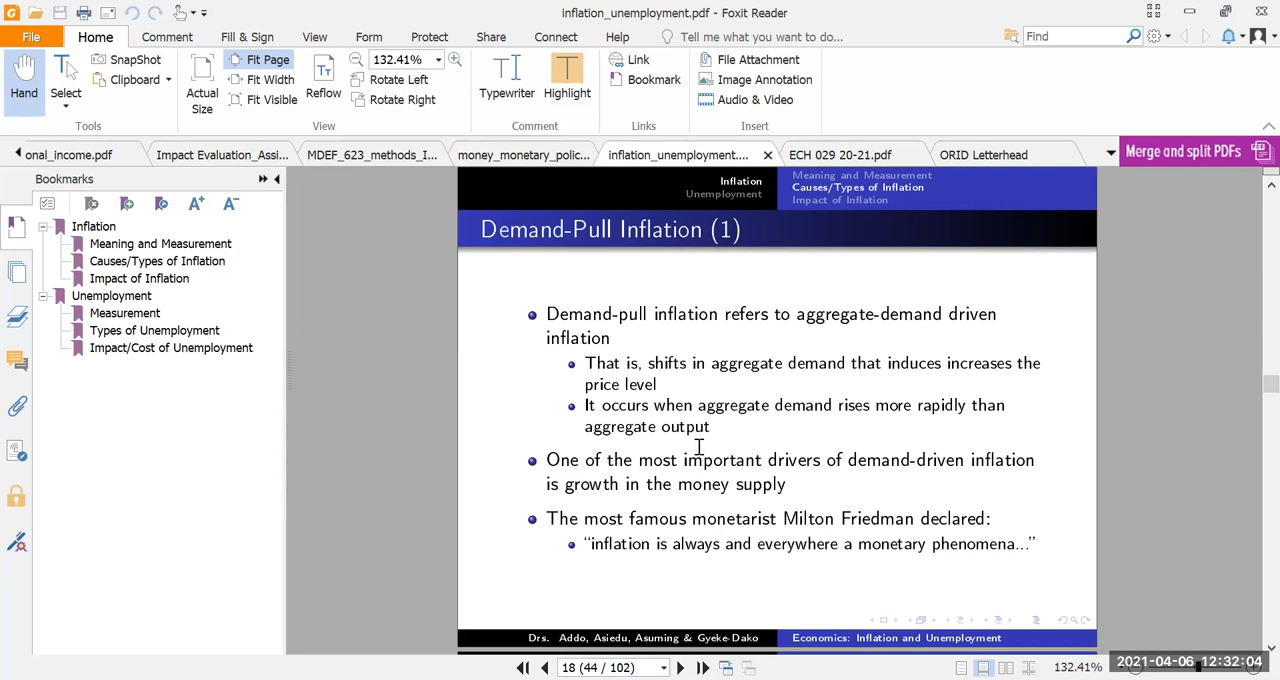 inflation_unemployment.pdf - Foxit Reader
File Home Comment Fill & Sign View Form Protect Share Connect Help Tell me what you want to do... Find
Hand
Select
SnapShot
Clipboard
Tools
Actual
Size
Fit Page
Fit Width
Fit Visible
Reflow
132.41%
Rotate Left
Rotate Right
View
Typewriter
Highlight
Comment
Link
Bookmark
Links
File Attachment
Image Annotation
Audio & Video
Insert
onal_income.pdf Impact Evaluation_Assi... MDEF_623_methods_I... money_monetary_polic... inflation_unemployment.... ECH 029 20-21.pdf ORID Letterhead Merge and split PDFs
Bookmarks
Inflation
Meaning and Measurement
Causes/Types of Inflation
Impact of Inflation
Unemployment
Measurement
Types of Unemployment
Impact/Cost of Unemployment
Inflation
Unemployment
Meaning and Measurement
Causes/Types of Inflation
Impact of Inflation
Demand-Pull Inflation (1)
Demand-pull inflation refers to aggregate-demand driven
inflation
That is, shifts in aggregate demand that induces increases the
price level
It occurs when aggregate demand rises more rapidly than
aggregate output
One of the most important drivers of demand-driven inflation
is growth in the money supply
The most famous monetarist Milton Friedman declared:
“inflation is always and everywhere a monetary phenomena...”
Drs. Addo, Asiedu, Asuming & Gyeke-Dako Economics: Inflation and Unemployment
18 (44 / 102) 132.41%
2021-04-06 12:32:04